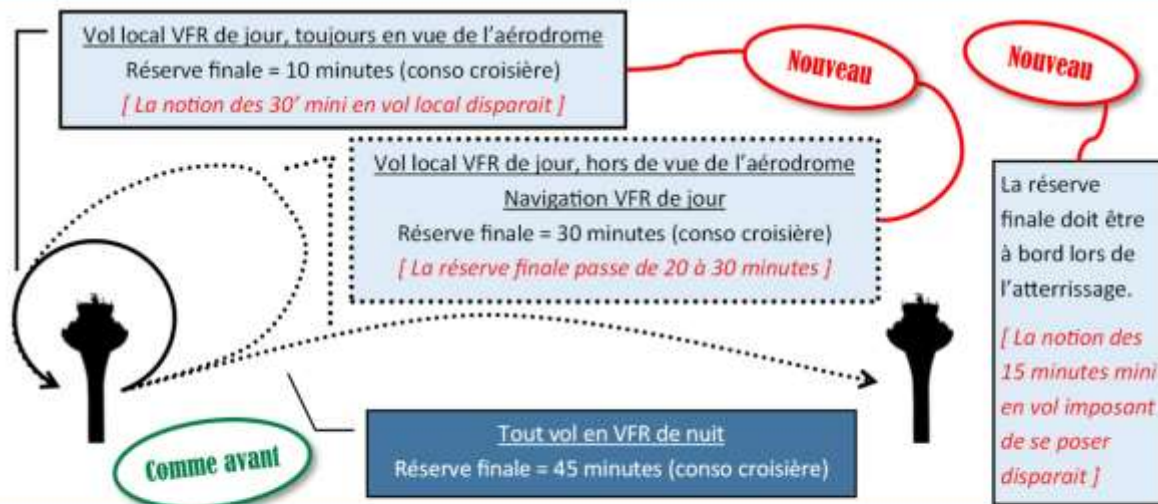 Vol local VFR de jour, toujours en vue de l'aérodrome
Réserve finale = 10 minutes (conso croisière)
[ La notion des 30' mini en vol local disparait ]
Nouveau
Nouveau
Vol local VFR de jour, hors de vue de l'aérodrome
Navigation VFR de jour
Réserve finale = 30 minutes (conso croisière)
[ La réserve finale passe de 20 à 30 minutes ]
La réserve
finale doit être
à bord lors de
l'atterrissage.
[ La notion des
15 minutes mini
en vol imposant
de se poser
disparait ]
Comme avant
Tout vol en VFR de nuit
Réserve finale = 45 minutes (conso croisière)